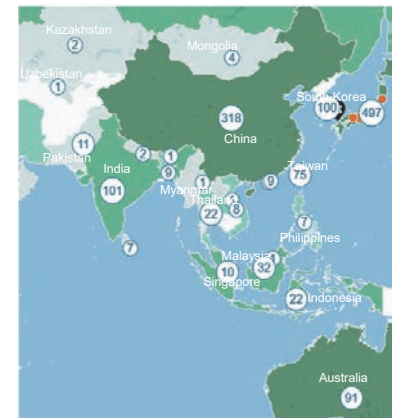 Kazakhstan
2
Mongolia
4
Uzbekistan
1
South Korea
100
497
318
China
11
Pakistan
India
101
2
1
9
Myanmar
1
9
Taiwan
75
Thailand
22
8
7
Philippines
7
Malaysia
32
10
Singapore
22
Indonesia
Australia
91